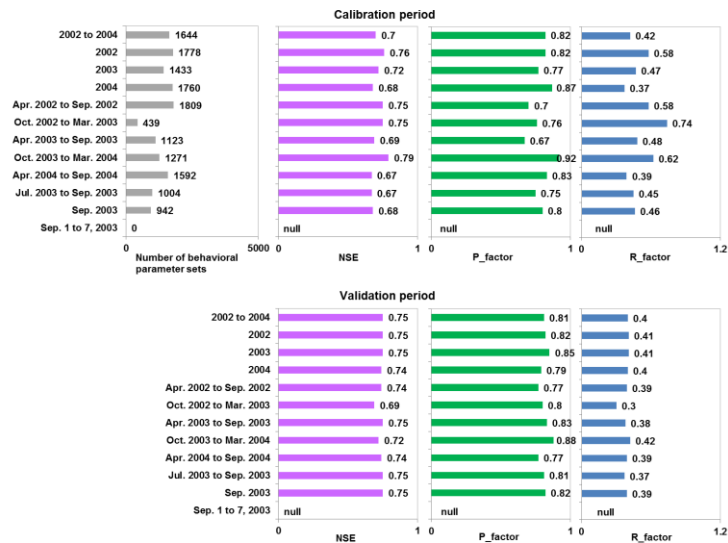 Calibration period
2002 to 2004 1644 0.7 0.82 0.42
2002 1778 0.76 0.82 0.58
2003 1433 0.72 0.77 0.47
2004 1760 0.68 0.87 0.37
Apr. 2002 to Sep. 2002 1809 0.75 0.7 0.58
Oct. 2002 to Mar. 2003 439 0.75 0.76 0.74
Apr. 2003 to Sep. 2003 1123 0.69 0.67 0.48
Oct. 2003 to Mar. 2004 1271 0.79 0.92 0.62
Apr. 2004 to Sep. 2004 1592 0.67 0.83 0.39
Jul. 2003 to Sep. 2003 1004 0.67 0.75 0.45
Sep. 2003 942 0.68 0.8 0.46
Sep. 1 to 7, 2003 0 null null null
0 5000 0 1 0 1 0 1.2
Number of behavioral parameter sets NSE P_factor R_factor
Validation period
2002 to 2004 0.75 0.81 0.4
2002 0.75 0.82 0.41
2003 0.75 0.85 0.41
2004 0.74 0.79 0.4
Apr. 2002 to Sep. 2002 0.74 0.77 0.39
Oct. 2002 to Mar. 2003 0.69 0.8 0.3
Apr. 2003 to Sep. 2003 0.75 0.83 0.38
Oct. 2003 to Mar. 2004 0.72 0.88 0.42
Apr. 2004 to Sep. 2004 0.74 0.77 0.39
Jul. 2003 to Sep. 2003 0.75 0.81 0.37
Sep. 2003 0.75 0.82 0.39
Sep. 1 to 7, 2003 null null null
0 1 0 1 0 1.2
NSE P_factor R_factor